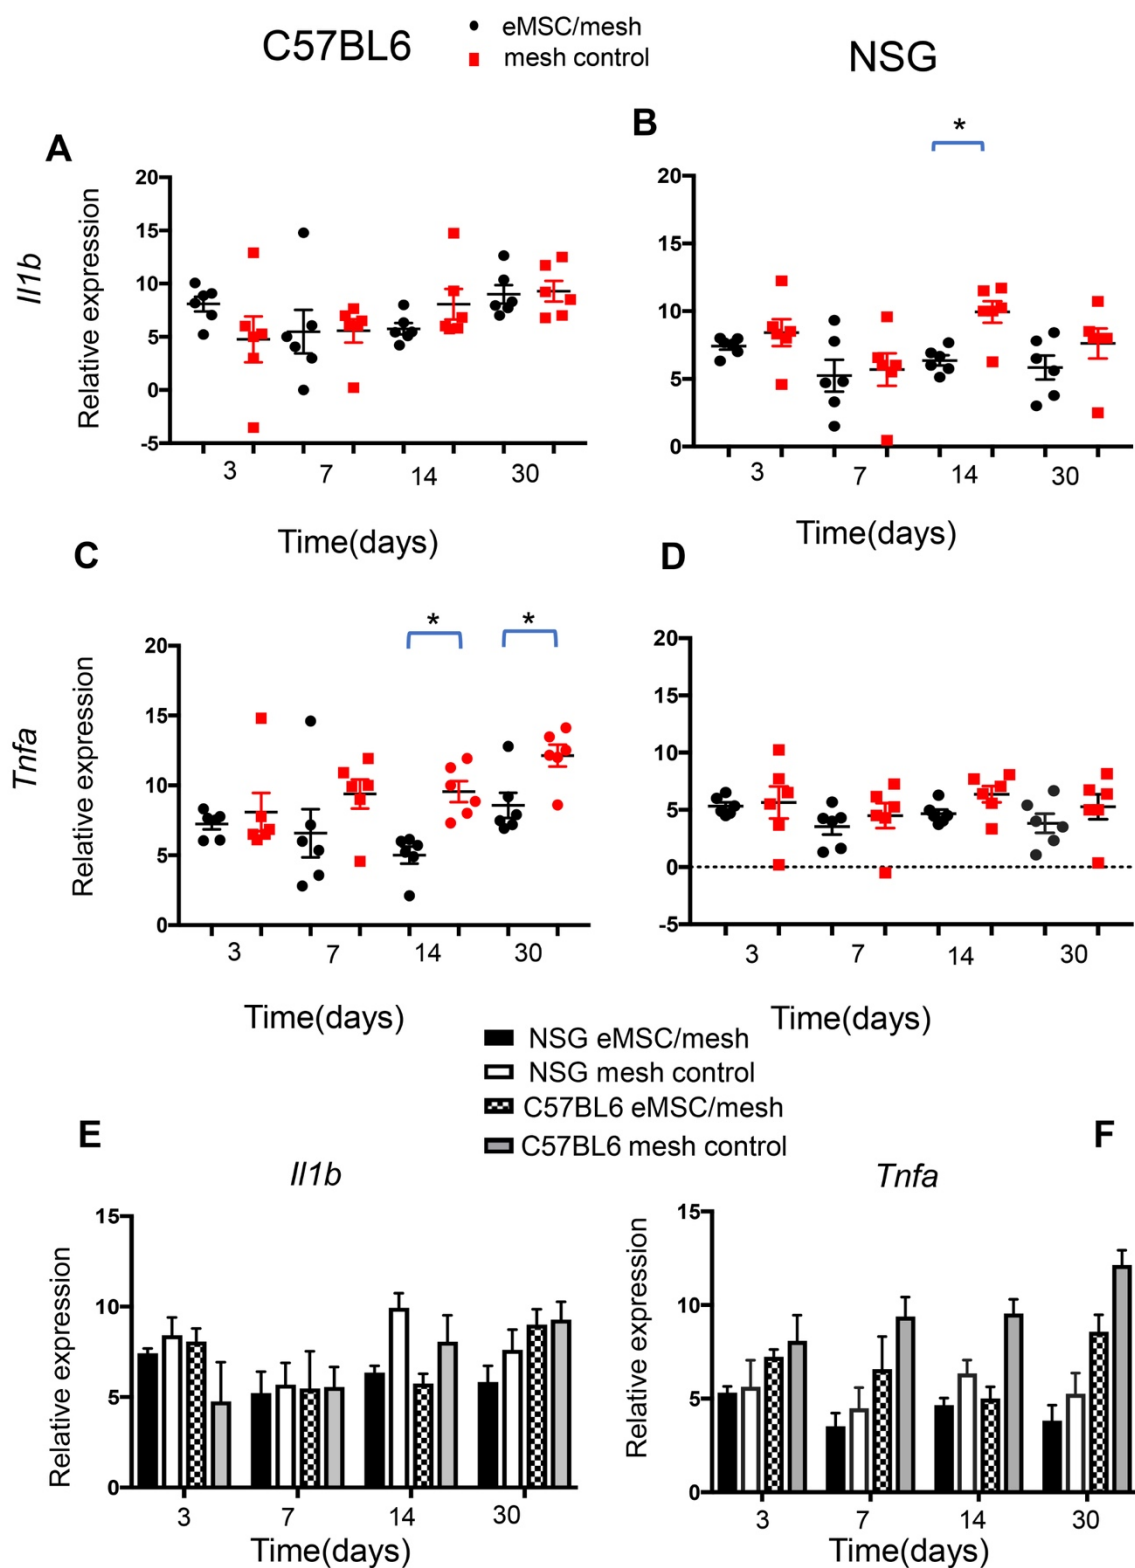 C57BL6
eMSC/mesh
mesh control
NSG
A
B
*
Il1b
Relative expression
20
15
10
5
0
-5
3
7
14
30
Time(days)
20
15
10
5
0
3
7
14
30
Time(days)
C
D
Tnfa
Relative expression
* *
20
15
10
5
0
3
7
14
30
Time(days)
20
15
10
5
0
-5
3
7
14
30
Time(days)
NSG eMSC/mesh
NSG mesh control
C57BL6 eMSC/mesh
C57BL6 mesh control
E
F
Il1b
Relative expression
15
10
5
0
3
7
14
30
Time(days)
Tnfa
Relative expression
15
10
5
0
3
7
14
30
Time(days)